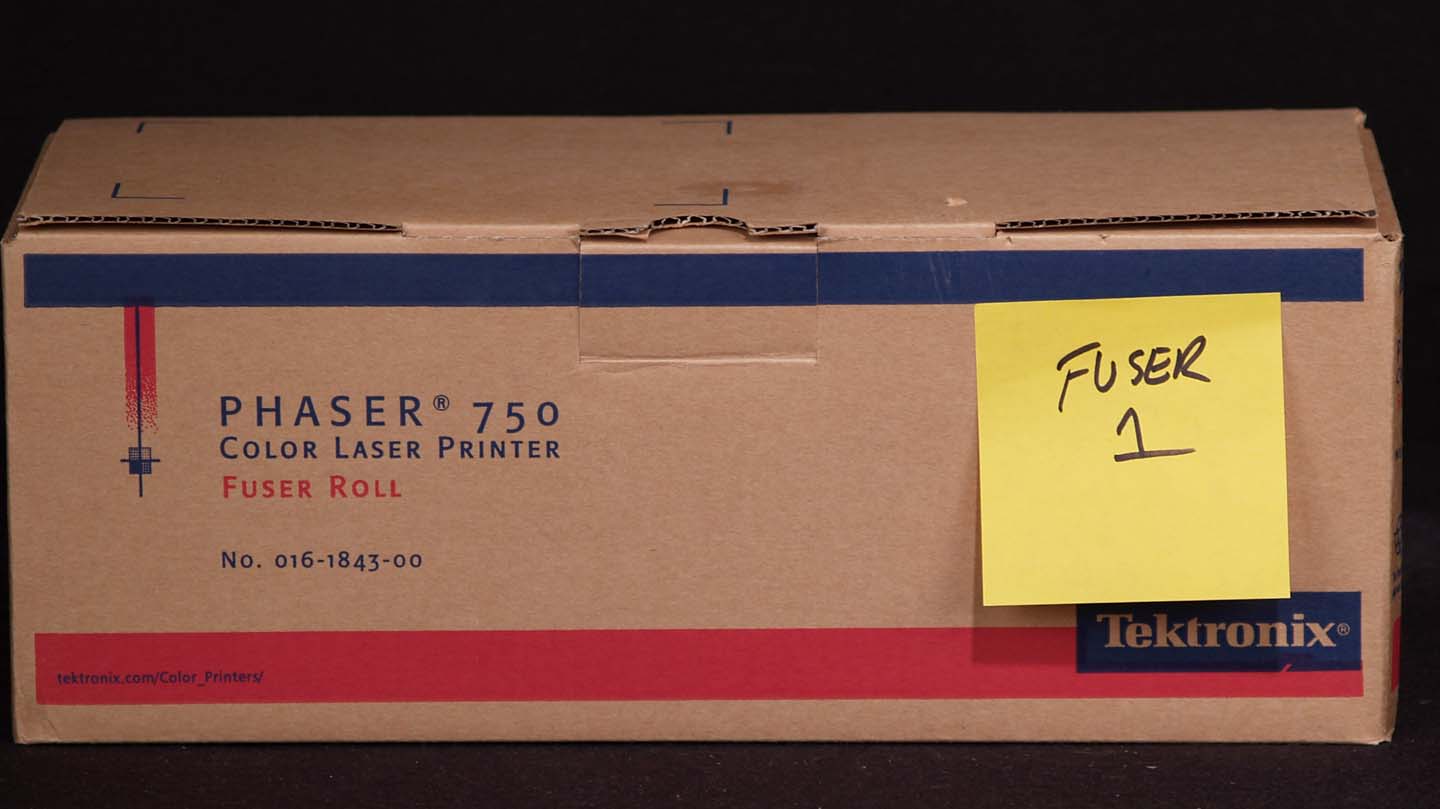 PHASER® 750
COLOR LASER PRINTER
FUSER ROLL
No. 016-1843-00
FUSER
1
Tektronix®
tektronix.com/Color_Printers/